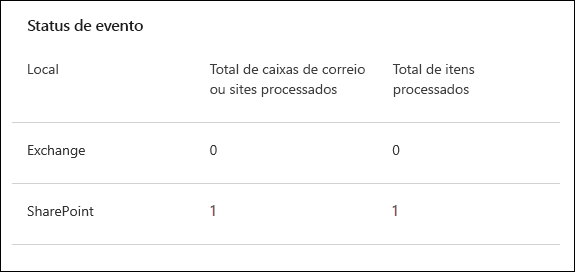 Status de evento
Local
Total de caixas de correio
ou sites processados
Total de itens
processados
Exchange
0
0
SharePoint
1
1